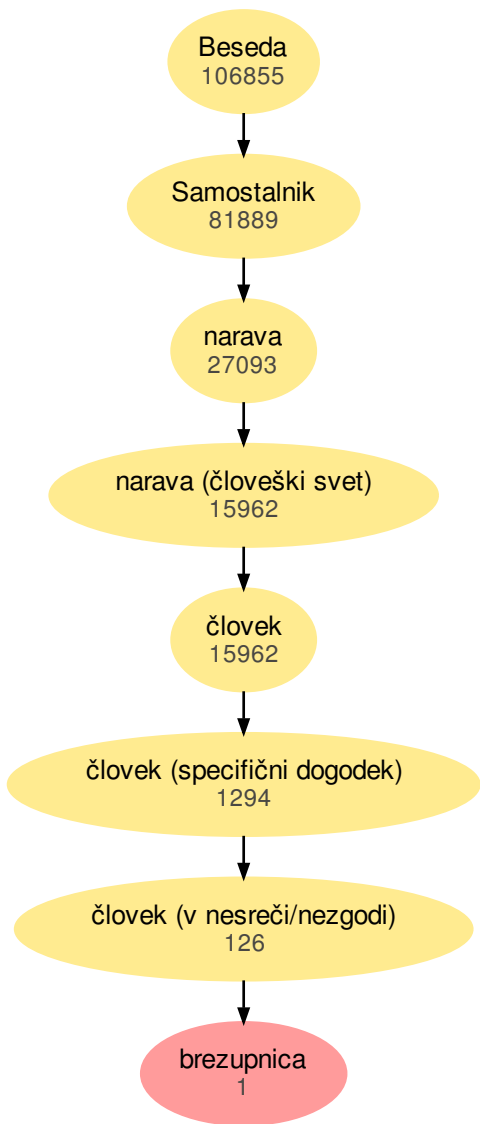 Beseda
106855
Samostalnik
81889
narava
27093
narava (človeški svet)
15962
človek
15962
človek (specifični dogodek)
1294
človek (v nesreči/nezgodi)
126
brezupnica
1